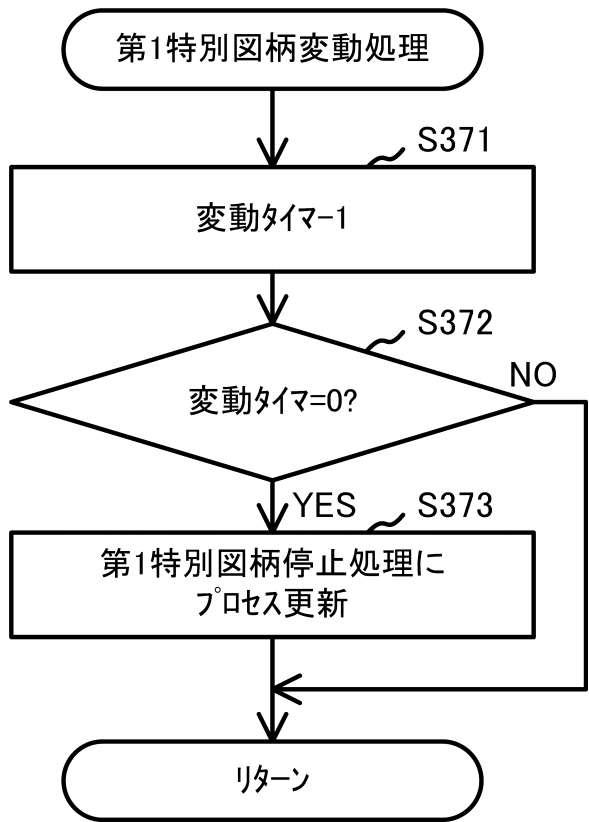 第1特別図柄変動処理
S371
変動ﾀｲﾏ-1
S372
変動ﾀｲﾏ=0?
NO
YES
S373
第1特別図柄停止処理に
ﾌﾟﾛｾｽ更新
ﾘﾀｰﾝ